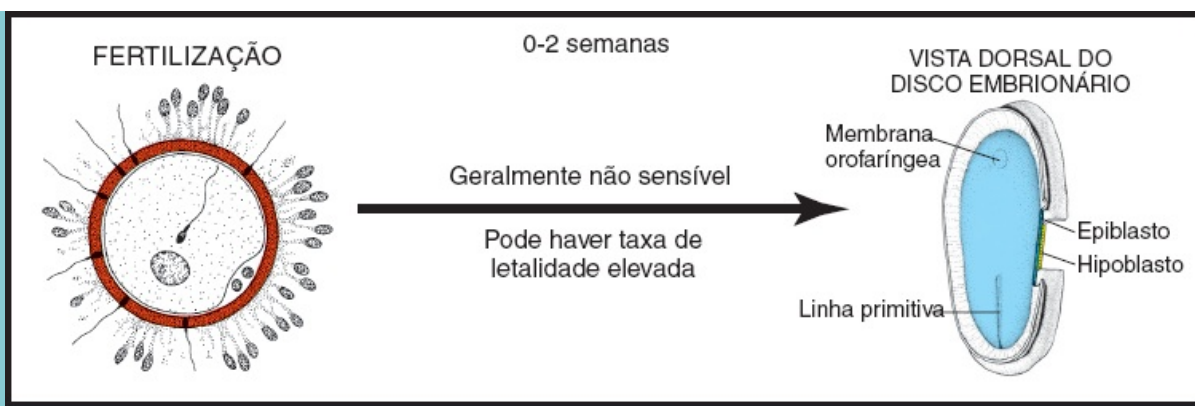 FERTILIZAÇÃO
0-2 semanas
Geralmente não sensível
Pode haver taxa de
letalidade elevada
VISTA DORSAL DO
DISCO EMBRIONÁRIO
Membrana
orofaríngea
Epiblasto
Hipoblasto
Linha primitiva